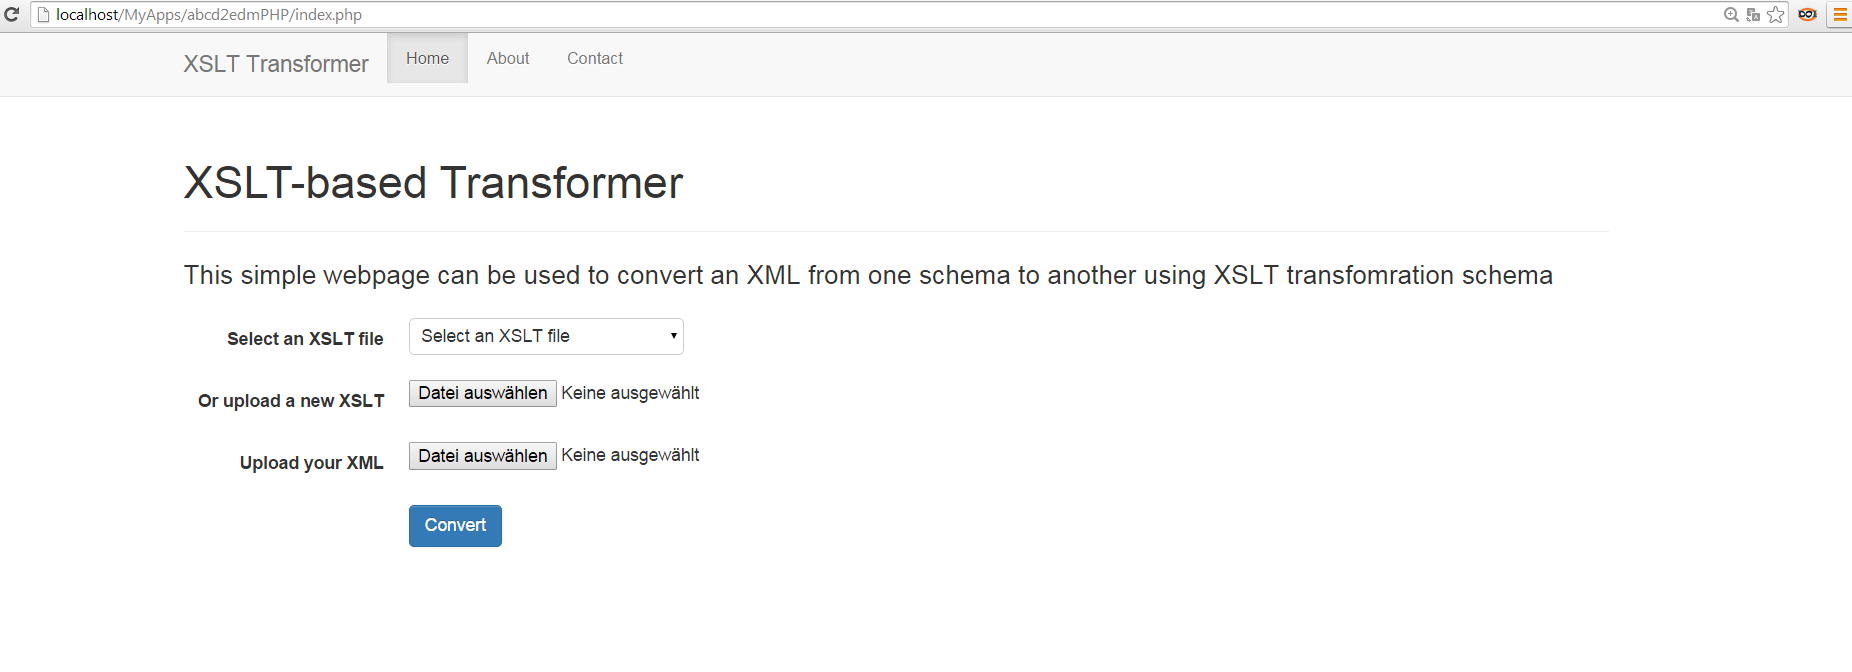 localhost/MyApps/abcd2edmPHP/index.php
XSLT Transformer Home About Contact
XSLT-based Transformer
This simple webpage can be used to convert an XML from one schema to another using XSLT transfomration schema
Select an XSLT file Select an XSLT file
Or upload a new XSLT Datei auswählen Keine ausgewählt
Upload your XML Datei auswählen Keine ausgewählt
Convert